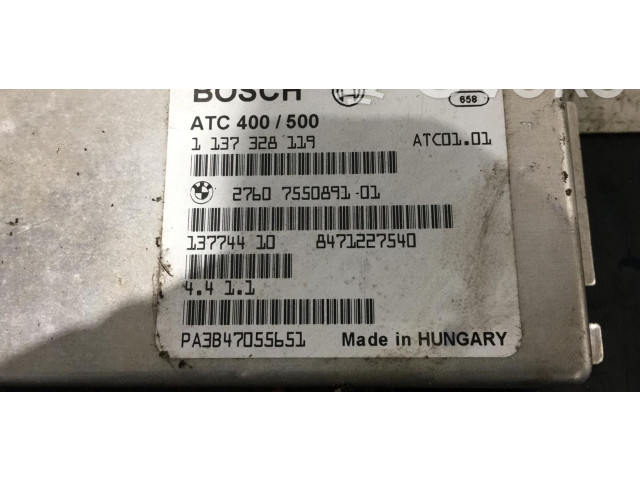 BOSCH
658
ATC 400 / 500
1 137 328 119 ATC01.01
2760 7550891-01
137744 10 8471227540
4.4 1.1
PA3B47055651 Made in HUNGARY